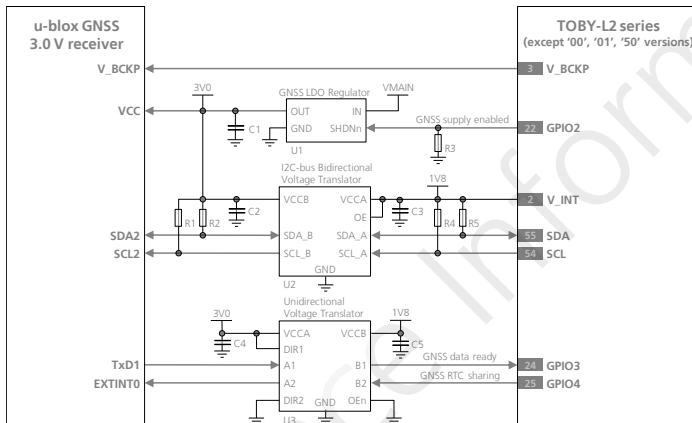 u-blox GNSS
3.0 V receiver
TOBY-L2 series
(except ‘00’, ‘01’, ‘50’ versions)
V_BCKP
3 V_BCKP
3V0
GNSS LDO Regulator
VMAIN
VCC
OUT IN
GNSS supply enabled
C1
GND SHDNn
22 GPIO2
U1
R3
I2C-bus Bidirectional
Voltage Translator
1V8
VCCB VCCA
2 V_INT
C2
OE
C3
R1 R2
R4 R5
SDA2
SDA_B SDA_A
55 SDA
SCL2
SCL_B SCL_A
54 SCL
GND
U2
Unidirectional
Voltage Translator
3V0
1V8
VCCA VCCB
C4
DIR1
C5
TxD1
A1 B1
GNSS data ready
24 GPIO3
EXTINT0
A2 B2
GNSS RTC sharing
25 GPIO4
DIR2 GND OEn
U3
ce Inform